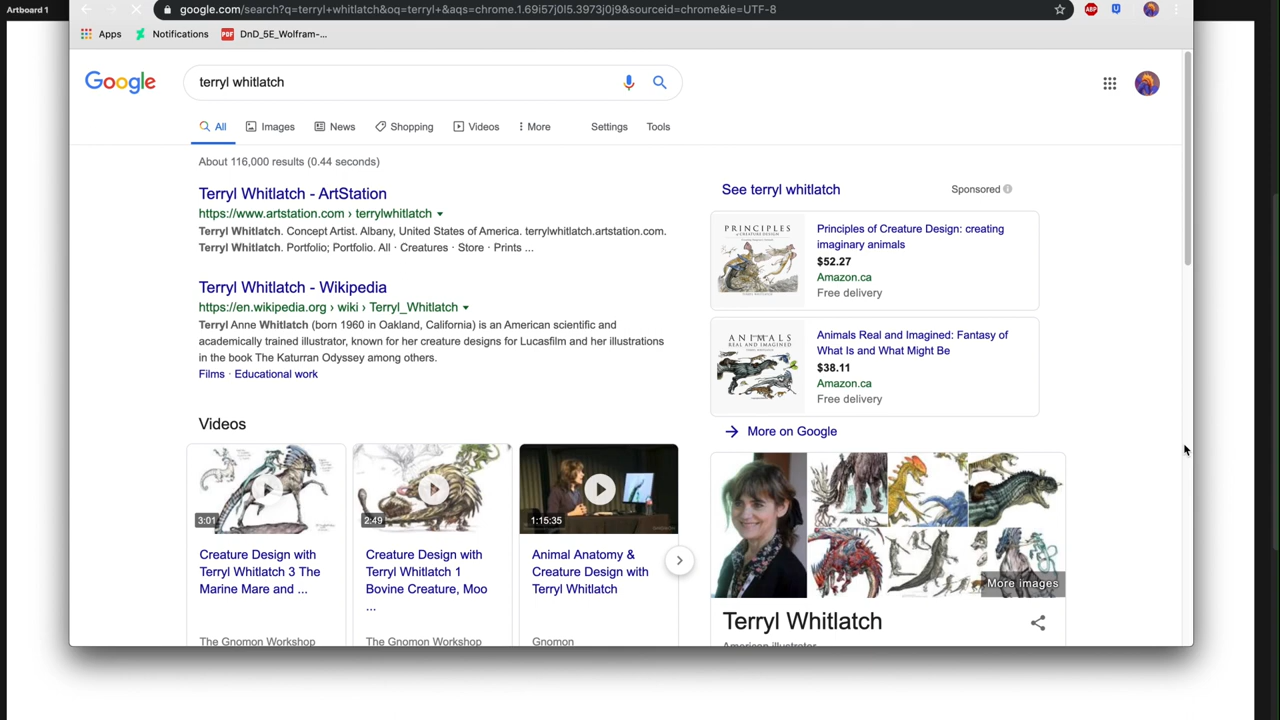 Artboard 1
google.com/search?q=terryl+whitlatch&oq=terryl+&aqs=chrome.1.69i57j0l5.3973j0j9&sourceid=chrome&ie=UTF-8
ABP
Apps
Notifications
PDF
DnD_5E_Wolfram-...
Google
terryl whitlatch
All
Images
News
Shopping
Videos
More
Settings
Tools
About 116,000 results (0.44 seconds)
Terryl Whitlatch - ArtStation
https://www.artstation.com › terrylwhitlatch
Terryl Whitlatch. Concept Artist. Albany, United States of America. terrylwhitlatch.artstation.com.
Terryl Whitlatch. Portfolio; Portfolio. All · Creatures · Store · Prints ...
Terryl Whitlatch - Wikipedia
https://en.wikipedia.org › wiki › Terryl_Whitlatch
Terryl Anne Whitlatch (born 1960 in Oakland, California) is an American scientific and
academically trained illustrator, known for her creature designs for Lucasfilm and her illustrations
in the book The Katurran Odyssey among others.
Films · Educational work
Videos
3:01
Creature Design with
Terryl Whitlatch 3 The
Marine Mare and ...
The Gnomon Workshop
2:49
Creature Design with
Terryl Whitlatch 1
Bovine Creature, Moo
...
The Gnomon Workshop
1:15:35
Animal Anatomy &
Creature Design with
Terryl Whitlatch
Gnomon
See terryl whitlatch
Sponsored
PRINCIPLES
Principles of Creature Design: creating
imaginary animals
$52.27
Amazon.ca
Free delivery
ANIMALS
REAL AND IMAGINED
Animals Real and Imagined: Fantasy of
What Is and What Might Be
$38.11
Amazon.ca
Free delivery
More on Google
More images
Terryl Whitlatch
American illustrator